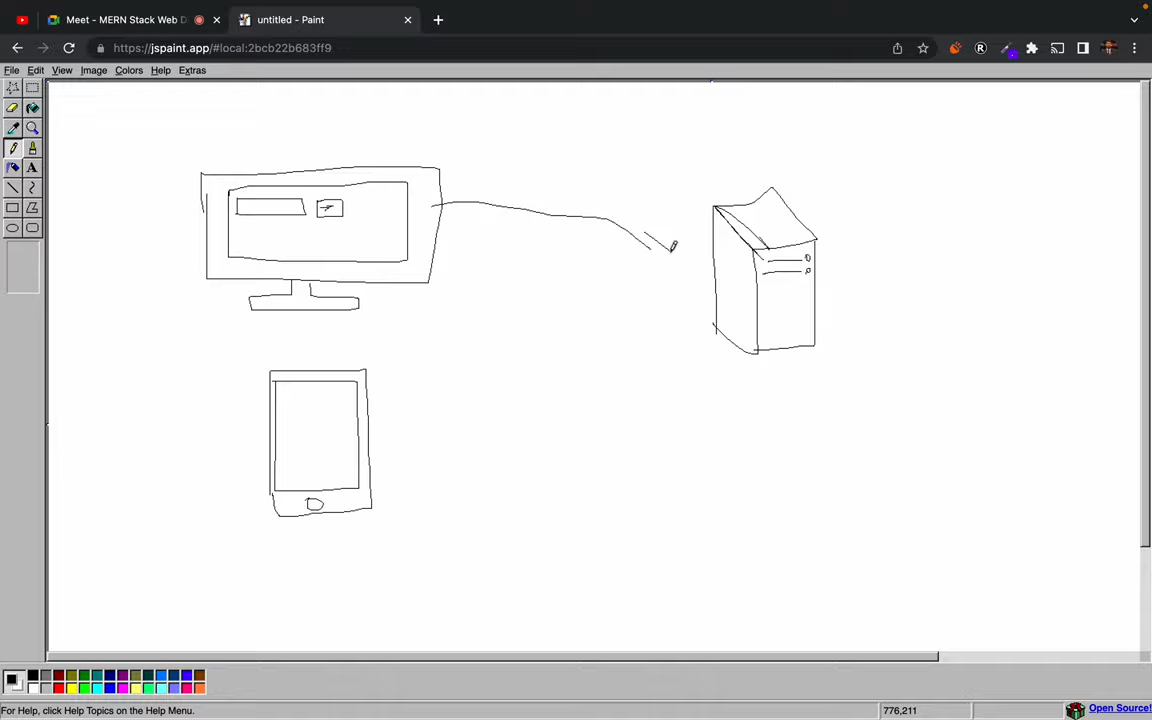 Meet - MERN Stack Web D
untitled - Paint
https://jspaint.app/#local:2bcb22b683ff9
File Edit View Image Colors Help Extras
For Help, click Help Topics on the Help Menu.
776,211
Open Source!